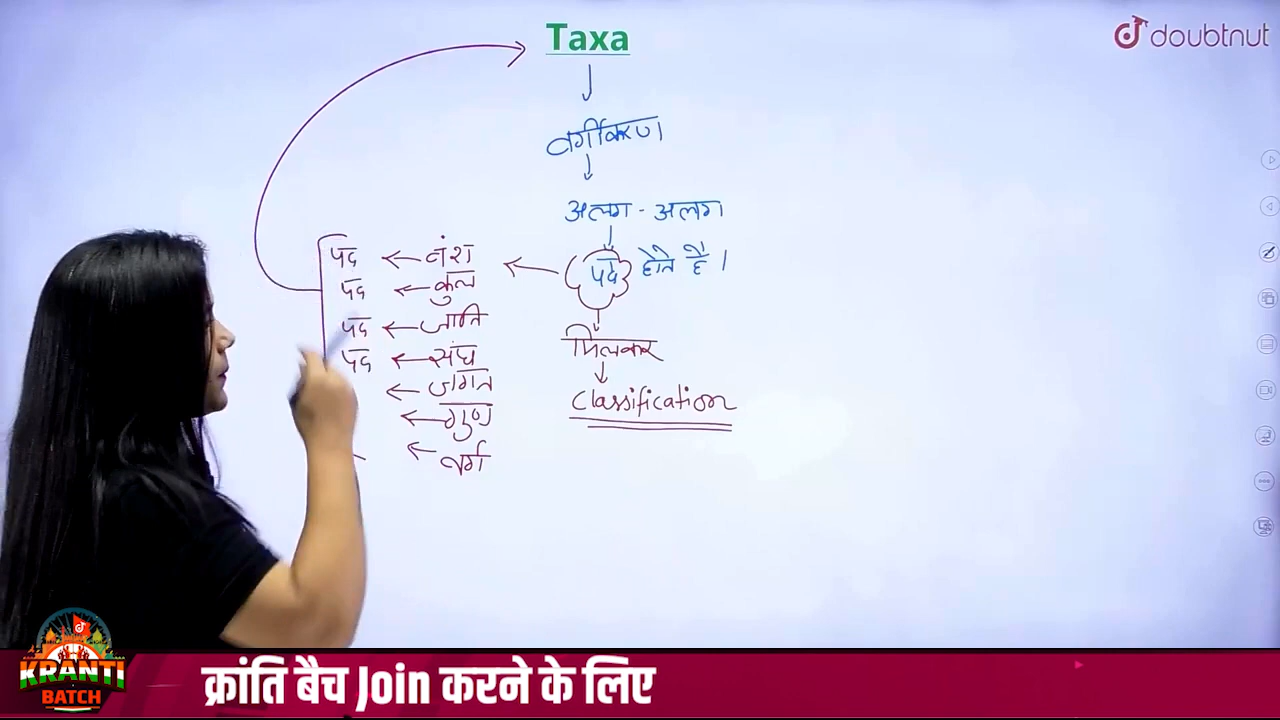 Taxa
doubtnut
वर्गीकरण
अलग - अलग
पद होते है ।
मिलकर
Classification
पद ← वंश
पद ← कुल
पद ← जाति
पद ← संघ
← जगत
← गण
← वर्ग
KRANTI
BATCH
क्रांति बैच Join करने के लिए